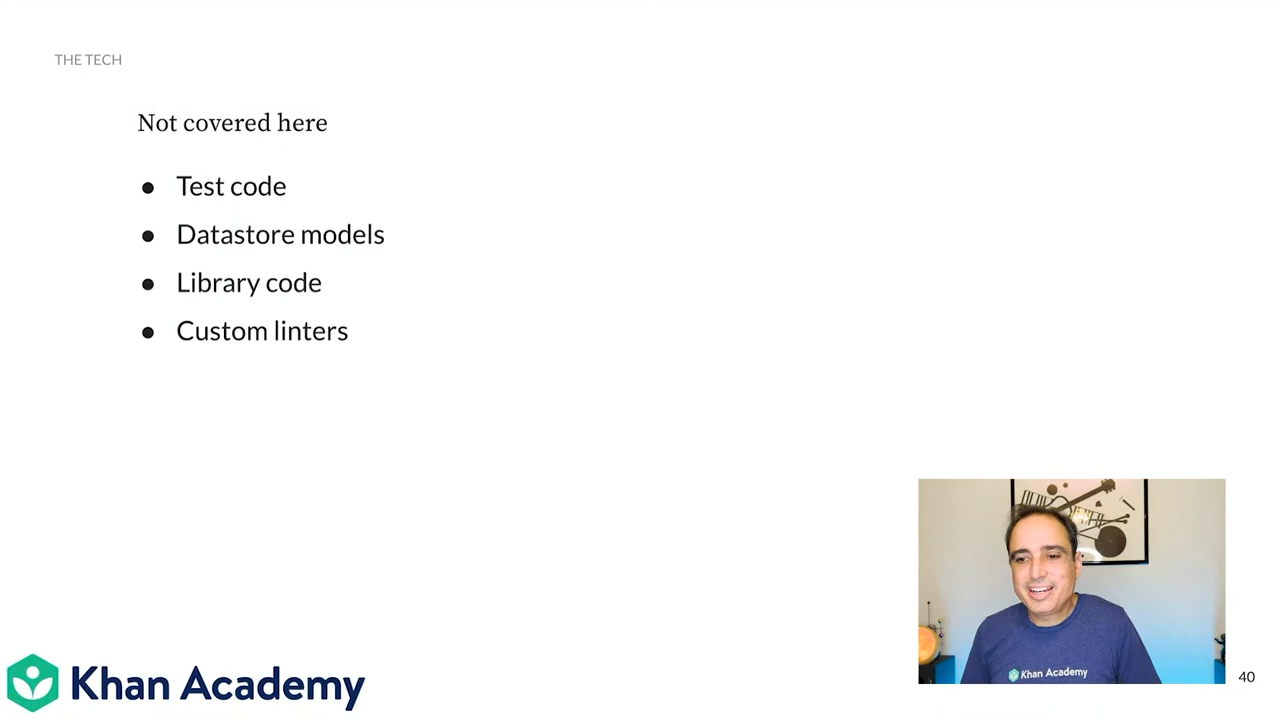 THE TECH
Not covered here
● Test code
● Datastore models
● Library code
● Custom linters
Khan Academy
Khan Academy
40